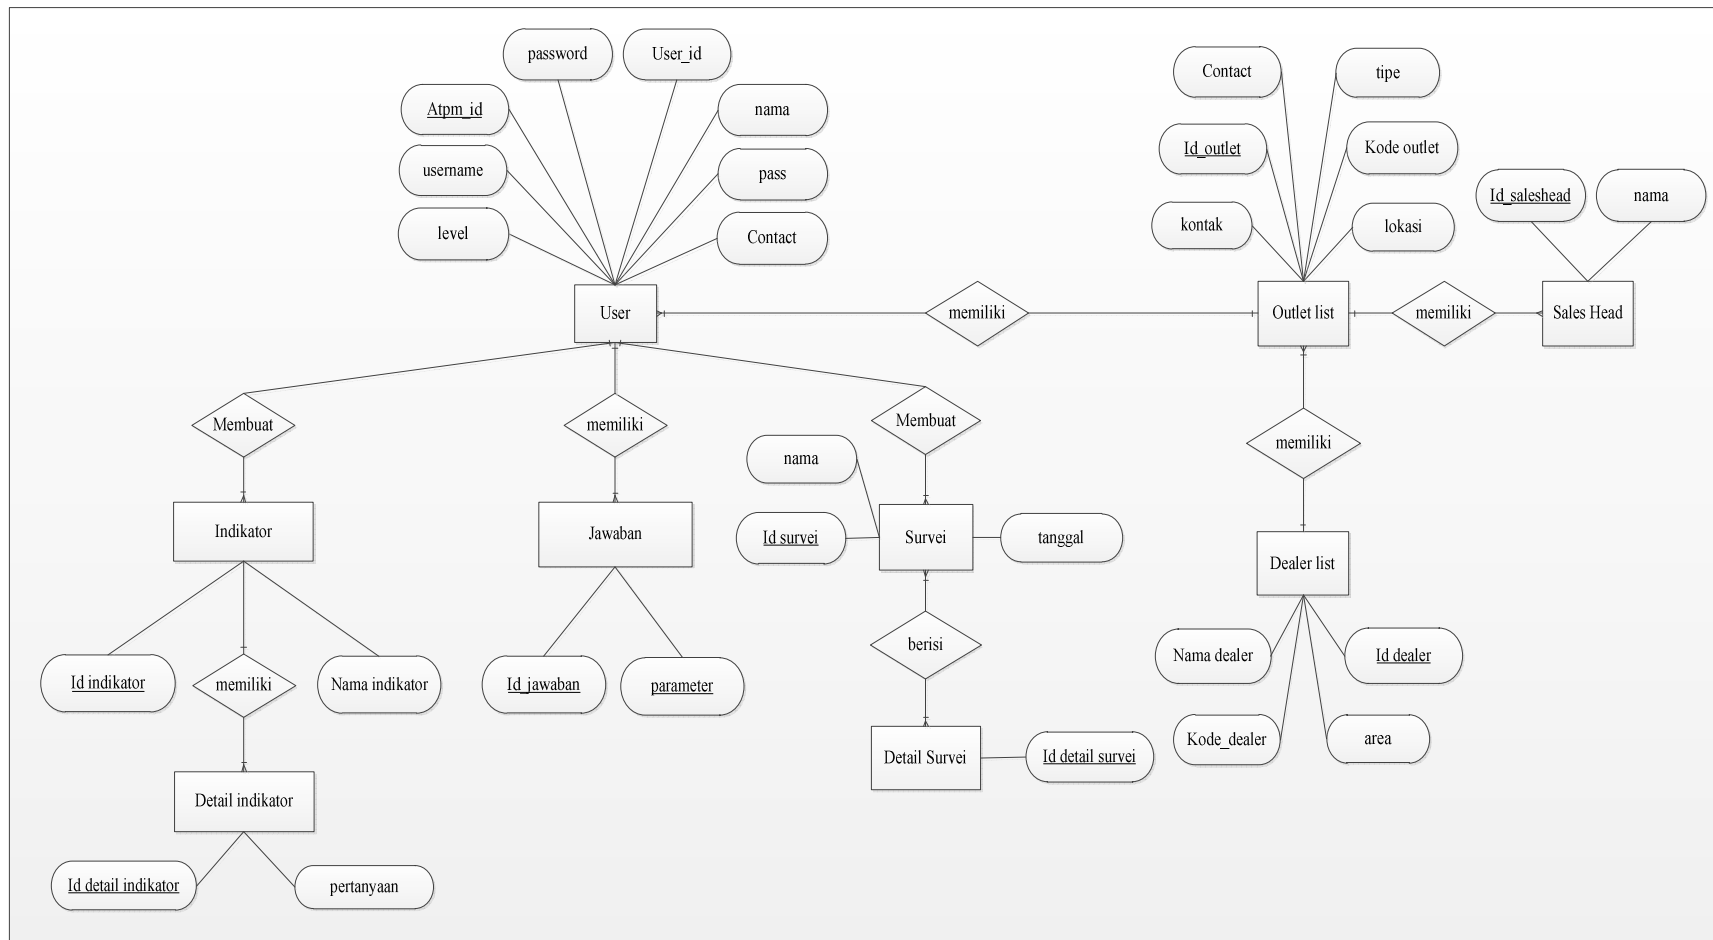 password
User_id
Contact
tipe
Atpm_id
nama
Id_outlet
Kode outlet
username
pass
Id_saleshead
nama
level
Contact
kontak
lokasi
User
memiliki
Outlet list
memiliki
Sales Head
Membuat
memiliki
Membuat
memiliki
nama
Indikator
Jawaban
Id survei
Survei
tanggal
Dealer list
berisi
Nama dealer
Id dealer
Id indikator
memiliki
Nama indikator
Id_jawaban
parameter
Kode_dealer
area
Detail Survei
Id detail survei
Detail indikator
Id detail indikator
pertanyaan